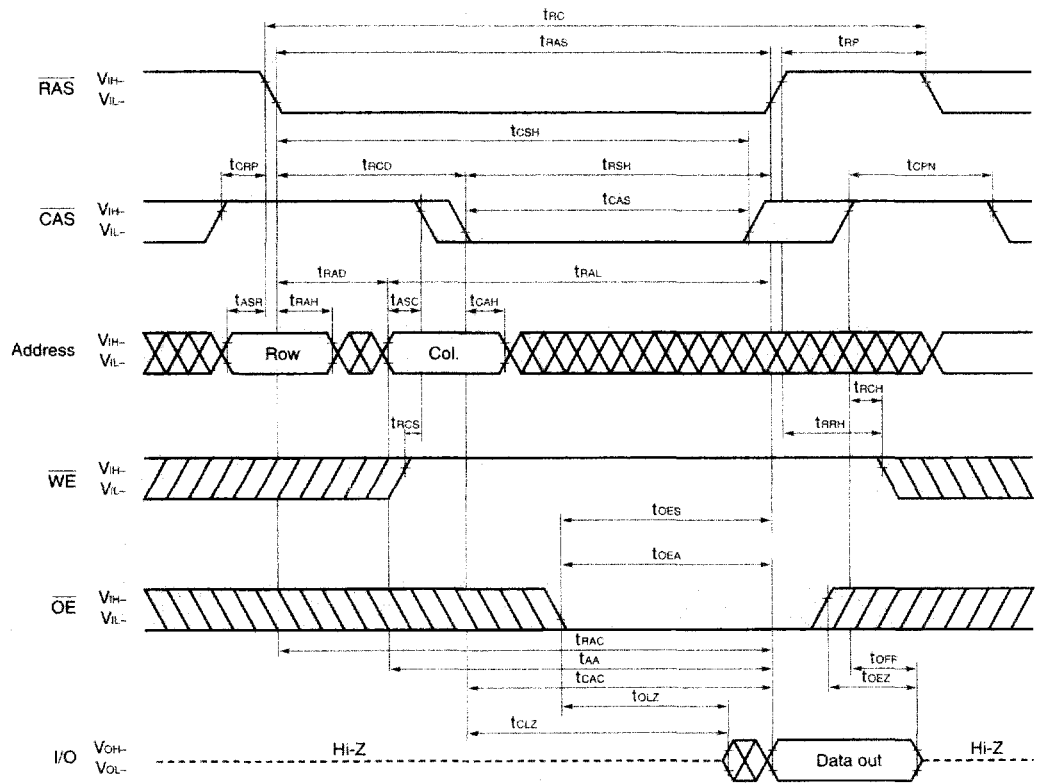 tRC
tRAS
tRP
RAS
VIH–
VIL–
tCSH
tCRP
tRCD
tRSH
tCPN
CAS
VIH–
VIL–
tCAS
tRAD
tRAL
tASR
tRAH
tASC
tCAH
Address
VIH–
VIL–
Row
Col.
tRCH
tRCS
tRRH
WE
VIH–
VIL–
tOES
tOEA
OE
VIH–
VIL–
tRAC
tAA
tOFF
tCAC
tOEZ
tOLZ
tCLZ
I/O
VOH–
VOL–
Hi-Z
Data out
Hi-Z